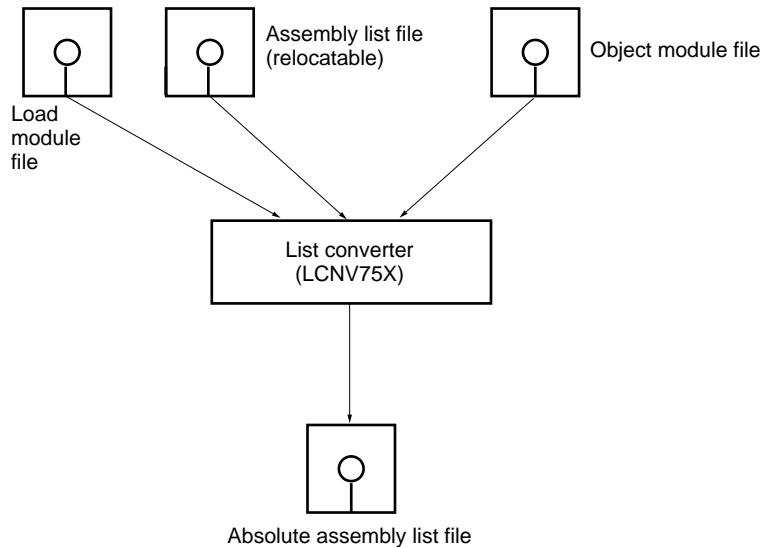 Load
module
file
Assembly list file
(relocatable)
Object module file
List converter
(LCNV75X)
Absolute assembly list file